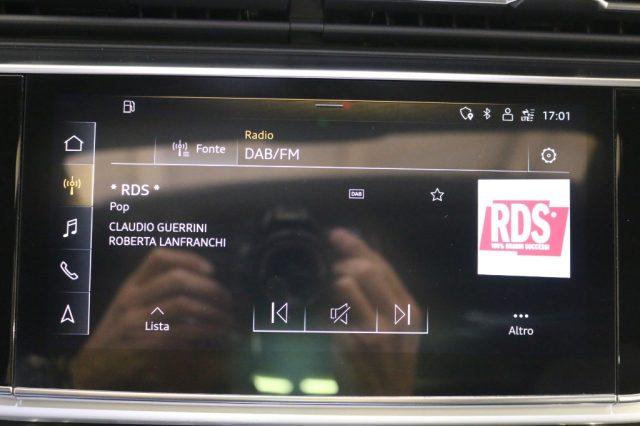 LTE
17:01
Radio
Fonte
DAB/FM
* RDS *
DAB
Pop
CLAUDIO GUERRINI
ROBERTA LANFRANCHI
RDS
100% GRANDI SUCCESSI
Lista
Altro